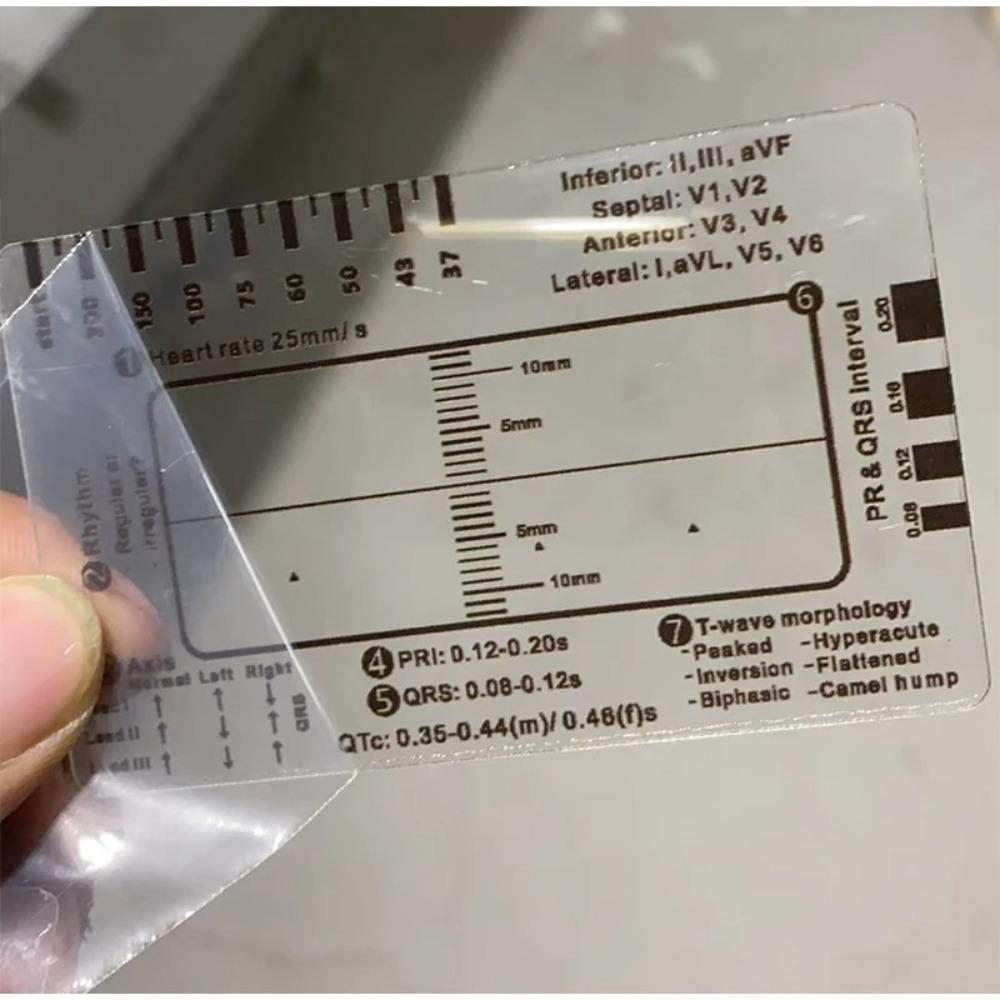 Inferior: II,III, aVF
Septal: V1,V2
Anterior: V3, V4
Lateral: I,aVL, V5, V6
start
300
150
100
75
60
50
43
37
1 Heart rate 25mm/s
6
10mm
5mm
5mm
10mm
PR & QRS Interval
0.20
0.16
0.12
0.08
2 Rhythm
- Regular or
- irregular?
Axis
Normal Left Right
Lead I ↑ ↑ ↓
Lead II ↑ ↓ ↑
Lead III ↑ ↓ ↑
QRS
4 PRI: 0.12-0.20s
5 QRS: 0.08-0.12s
QTc: 0.35-0.44(m)/ 0.46(f)s
7 T-wave morphology
-Peaked -Hyperacute
-Inversion -Flattened
-Biphasic -Camel hump